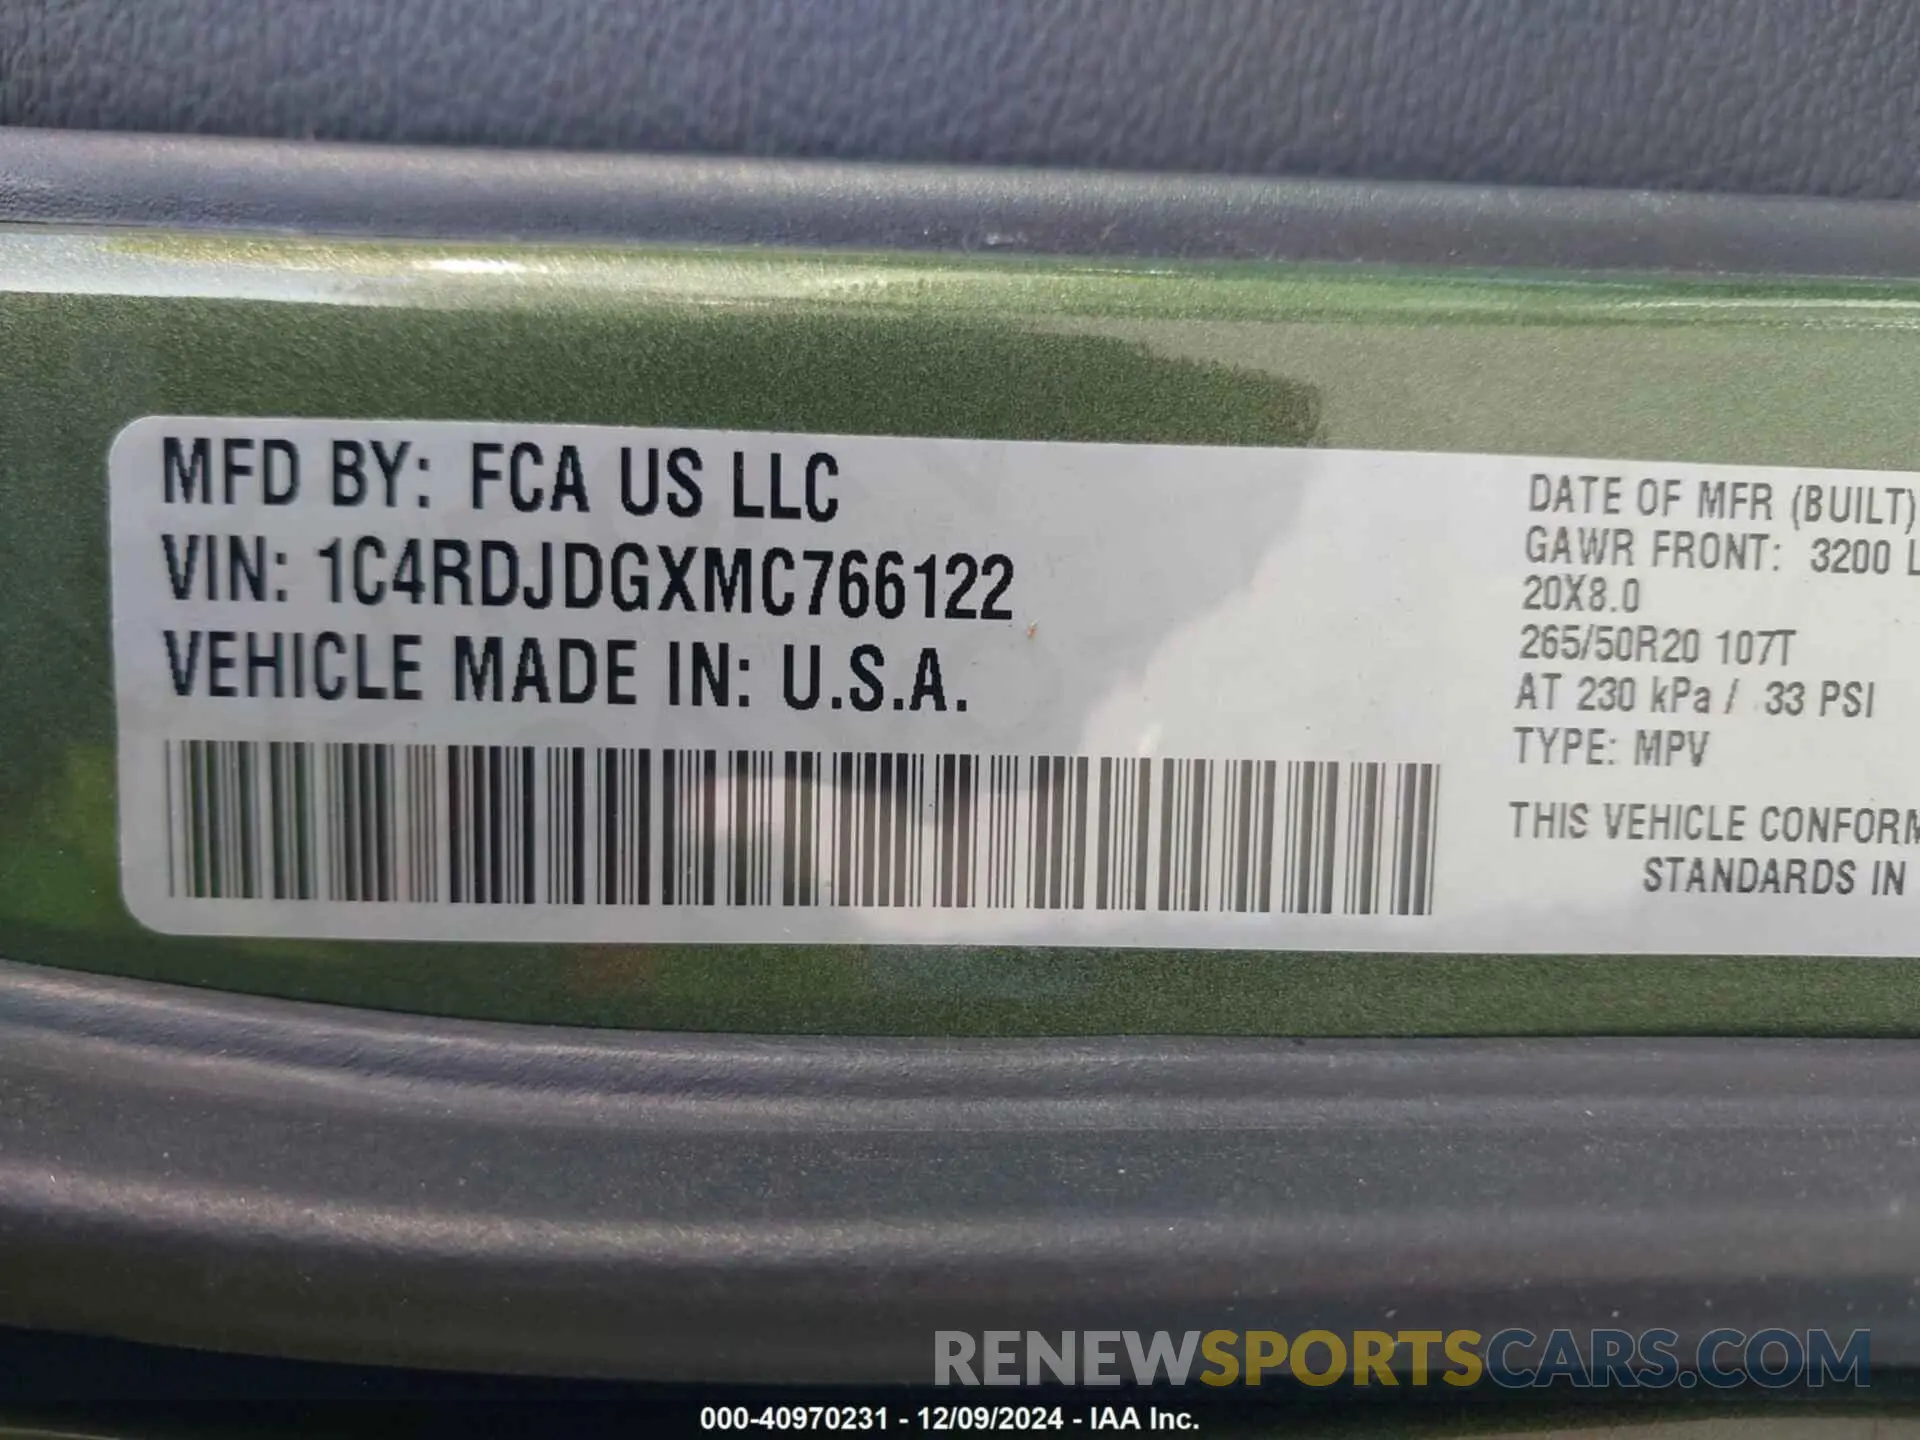 MFD BY: FCA US LLC
VIN: 1C4RDJDGXMC766122
VEHICLE MADE IN: U.S.A.
DATE OF MFR (BUILT)
GAWR FRONT: 3200 L
20X8.0
265/50R20 107T
AT 230 kPa / 33 PSI
TYPE: MPV
THIS VEHICLE CONFORM
STANDARDS IN
RENEWSPORTSCARS.COM
000-40970231 - 12/09/2024 - IAA Inc.